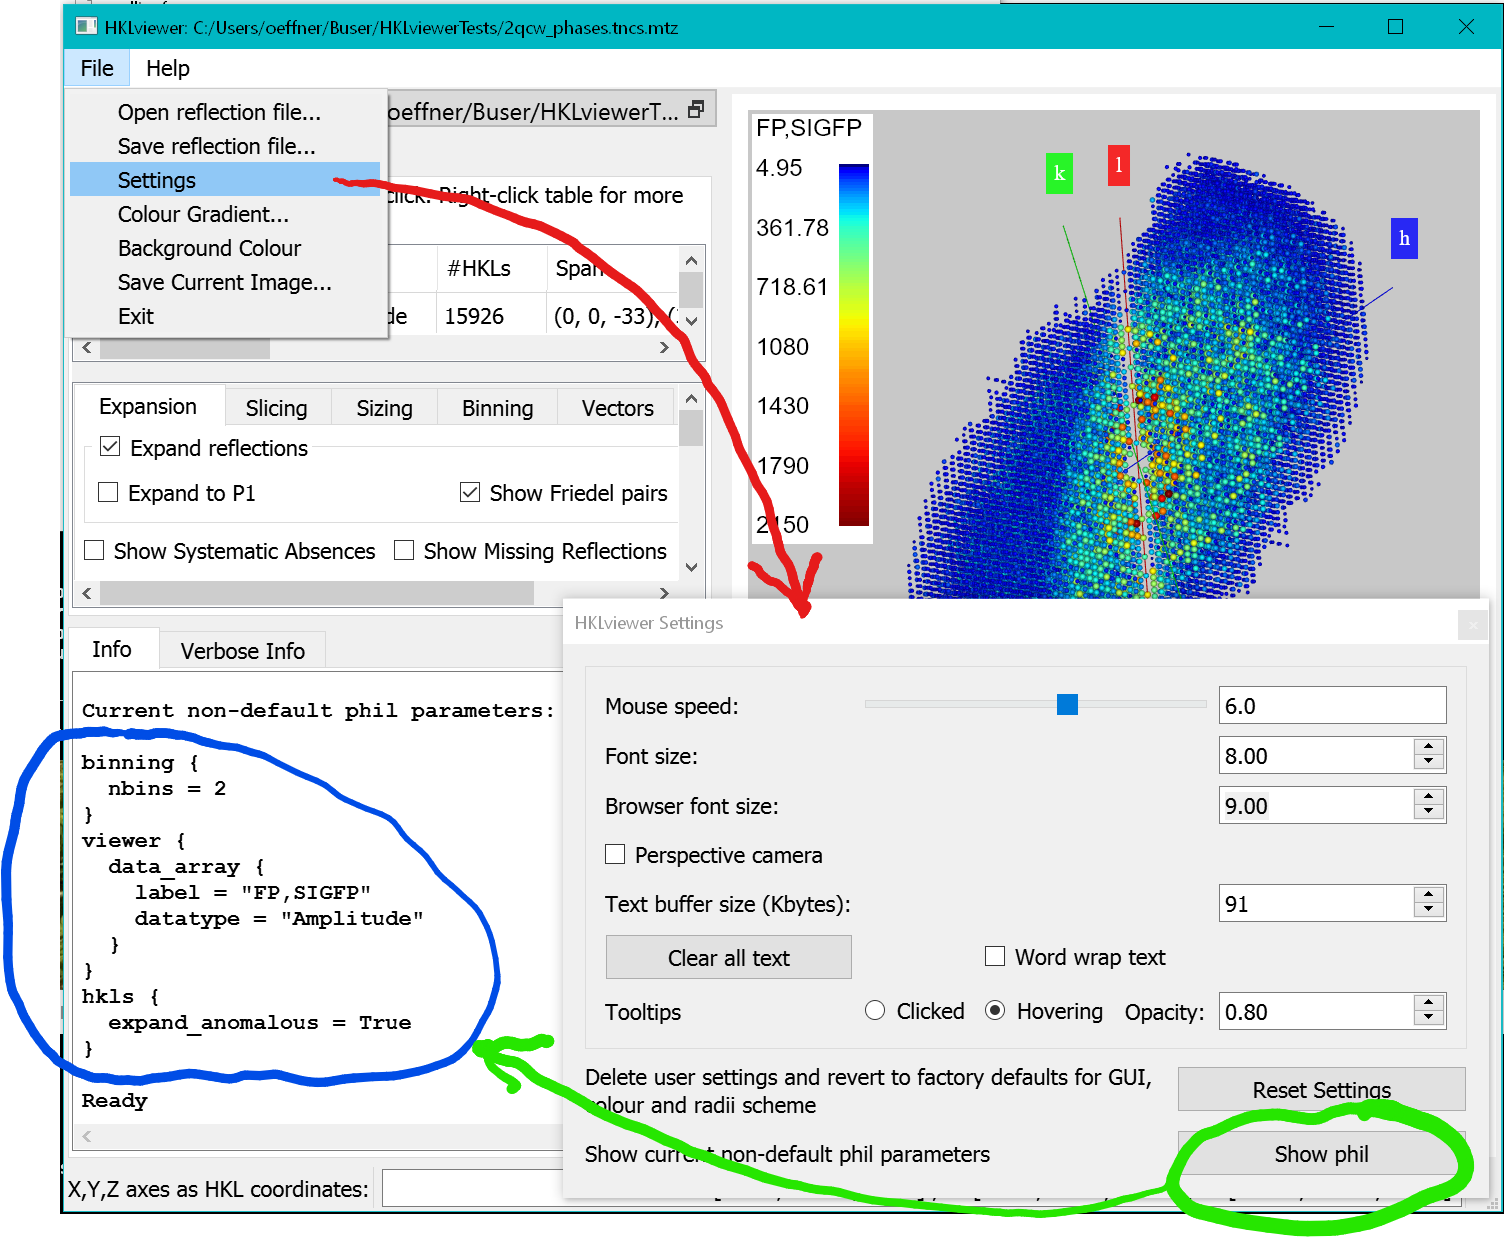 HKLviewer: C:/Users/oeffner/Buser/HKLviewerTests/2qcw_phases.tncs.mtz
File Help
Open reflection file...
Save reflection file...
Settings
Colour Gradient...
Background Colour
Save Current Image...
Exit
oeffner/Buser/HKLviewerT...
click. Right-click table for more
#HKLs Span
de 15926 (0, 0, -33), (
Expansion Slicing Sizing Binning Vectors
Expand reflections
Expand to P1 Show Friedel pairs
Show Systematic Absences Show Missing Reflections
FP,SIGFP
4.95
361.78
718.61
1080
1430
1790
2150
k
l
h
Info Verbose Info
Current non-default phil parameters:
binning {
nbins = 2
}
viewer {
data_array {
label = "FP,SIGFP"
datatype = "Amplitude"
}
}
hkls {
expand_anomalous = True
}
Ready
X,Y,Z axes as HKL coordinates:
HKLviewer Settings
Mouse speed: 6.0
Font size: 8.00
Browser font size: 9.00
Perspective camera
Text buffer size (Kbytes): 91
Clear all text Word wrap text
Tooltips Clicked Hovering Opacity: 0.80
Delete user settings and revert to factory defaults for GUI,
colour and radii scheme
Reset Settings
Show current non-default phil parameters Show phil